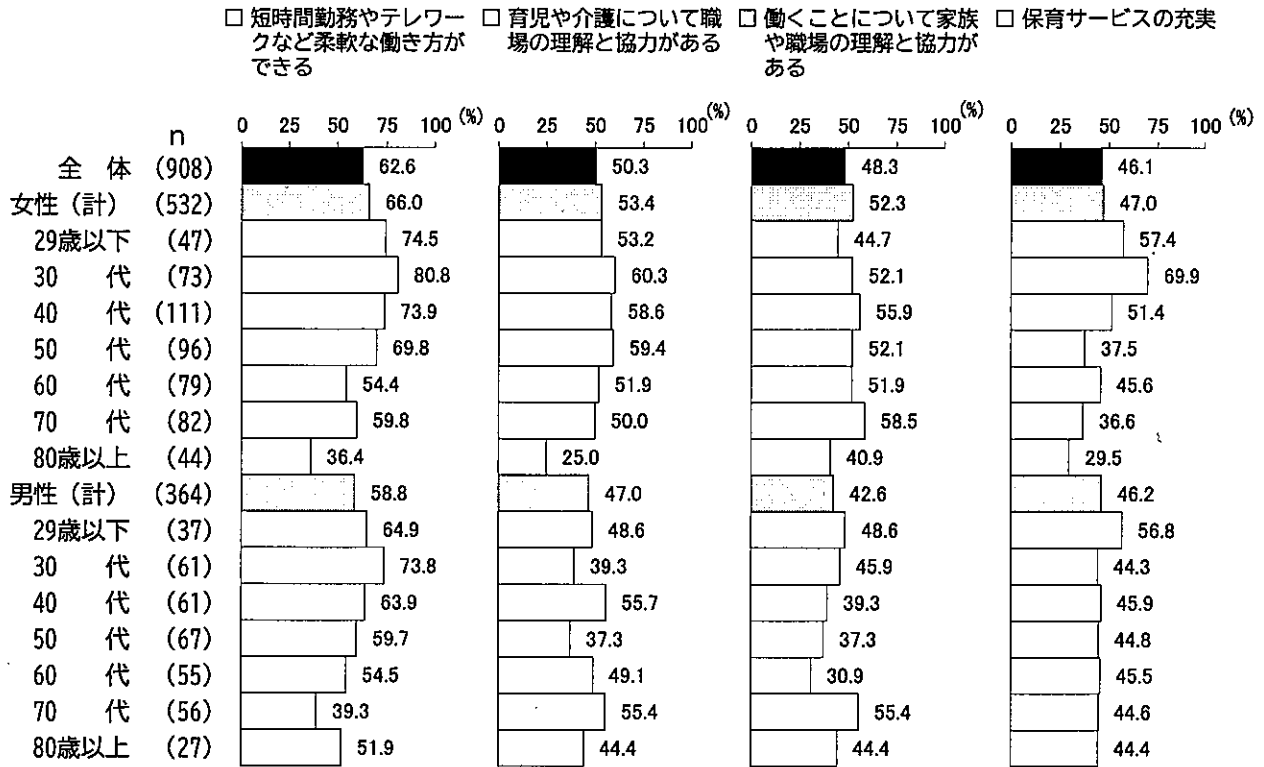 □ 短時間勤務やテレワー
クなど柔軟な働き方が
できる
□ 育児や介護について職
場の理解と協力がある
□ 働くことについて家族
や職場の理解と協力が
ある
□ 保育サービスの充実
n 0 25 50 75 100 (%) 0 25 50 75 100 (%) 0 25 50 75 100 (%) 0 25 50 75 100 (%)
全 体 (908) 62.6 50.3 48.3 46.1
女性(計) (532) 66.0 53.4 52.3 47.0
29歳以下 (47) 74.5 53.2 44.7 57.4
30 代 (73) 80.8 60.3 52.1 69.9
40 代 (111) 73.9 58.6 55.9 51.4
50 代 (96) 69.8 59.4 52.1 37.5
60 代 (79) 54.4 51.9 51.9 45.6
70 代 (82) 59.8 50.0 58.5 36.6
80歳以上 (44) 36.4 25.0 40.9 29.5
男性(計) (364) 58.8 47.0 42.6 46.2
29歳以下 (37) 64.9 48.6 48.6 56.8
30 代 (61) 73.8 39.3 45.9 44.3
40 代 (61) 63.9 55.7 39.3 45.9
50 代 (67) 59.7 37.3 37.3 44.8
60 代 (55) 54.5 49.1 30.9 45.5
70 代 (56) 39.3 55.4 55.4 44.6
80歳以上 (27) 51.9 44.4 44.4 44.4